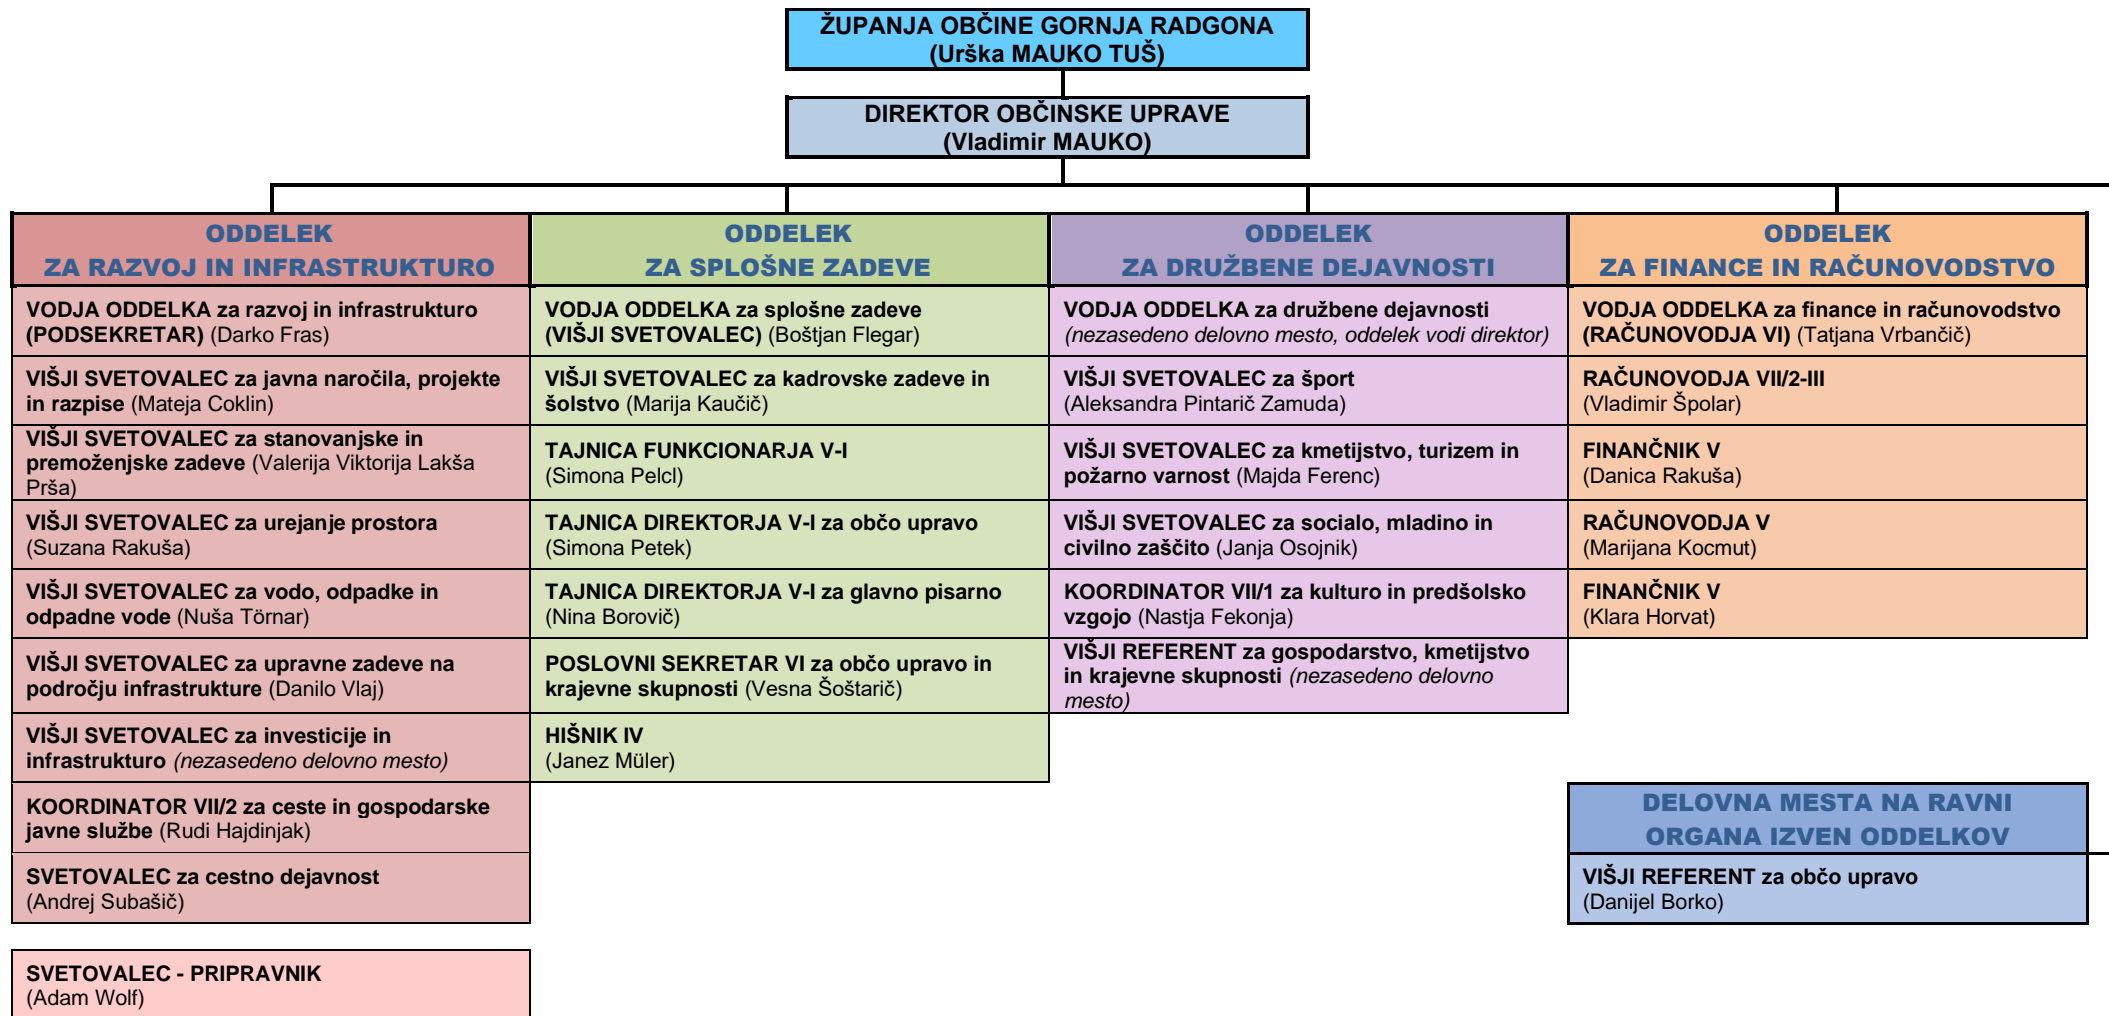 ŽUPANJA OBČINE GORNJA RADGONA
(Urška MAUKO TUŠ)
DIREKTOR OBČINSKE UPRAVE
(Vladimir MAUKO)
ODDELEK
ZA RAZVOJ IN INFRASTRUKTURO
VODJA ODDELKA za razvoj in infrastrukturo
(PODSEKRETAR) (Darko Fras)
VIŠJI SVETOVALEC za javna naročila, projekte
in razpise (Mateja Coklin)
VIŠJI SVETOVALEC za stanovanjske in
premoženjske zadeve (Valerija Viktorija Lakša
Prša)
VIŠJI SVETOVALEC za urejanje prostora
(Suzana Rakuša)
VIŠJI SVETOVALEC za vodo, odpadke in
odpadne vode (Nuša Törnar)
VIŠJI SVETOVALEC za upravne zadeve na
področju infrastrukture (Danilo Vlaj)
VIŠJI SVETOVALEC za investicije in
infrastrukturo (nezasedeno delovno mesto)
KOORDINATOR VII/2 za ceste in gospodarske
javne službe (Rudi Hajdinjak)
SVETOVALEC za cestno dejavnost
(Andrej Subašič)
SVETOVALEC - PRIPRAVNIK
(Adam Wolf)
ODDELEK
ZA SPLOŠNE ZADEVE
VODJA ODDELKA za splošne zadeve
(VIŠJI SVETOVALEC) (Boštjan Flegar)
VIŠJI SVETOVALEC za kadrovske zadeve in
šolstvo (Marija Kaučič)
TAJNICA FUNKCIONARJA V-I
(Simona Pelcl)
TAJNICA DIREKTORJA V-I za občo upravo
(Simona Petek)
TAJNICA DIREKTORJA V-I za glavno pisarno
(Nina Borovič)
POSLOVNI SEKRETAR VI za občo upravo in
krajevne skupnosti (Vesna Šoštarič)
HIŠNIK IV
(Janez Müler)
ODDELEK
ZA DRUŽBENE DEJAVNOSTI
VODJA ODDELKA za družbene dejavnosti
(nezasedeno delovno mesto, oddelek vodi direktor)
VIŠJI SVETOVALEC za šport
(Aleksandra Pintarič Zamuda)
VIŠJI SVETOVALEC za kmetijstvo, turizem in
požarno varnost (Majda Ferenc)
VIŠJI SVETOVALEC za socialo, mladino in
civilno zaščito (Janja Osojnik)
KOORDINATOR VII/1 za kulturo in predšolsko
vzgojo (Nastja Fekonja)
VIŠJI REFERENT za gospodarstvo, kmetijstvo
in krajevne skupnosti (nezasedeno delovno
mesto)
ODDELEK
ZA FINANCE IN RAČUNOVODSTVO
VODJA ODDELKA za finance in računovodstvo
(RAČUNOVODJA VI) (Tatjana Vrbančič)
RAČUNOVODJA VII/2-III
(Vladimir Špolar)
FINANČNIK V
(Danica Rakuša)
RAČUNOVODJA V
(Marijana Kocmut)
FINANČNIK V
(Klara Horvat)
DELOVNA MESTA NA RAVNI
ORGANA IZVEN ODDELKOV
VIŠJI REFERENT za občo upravo
(Danijel Borko)